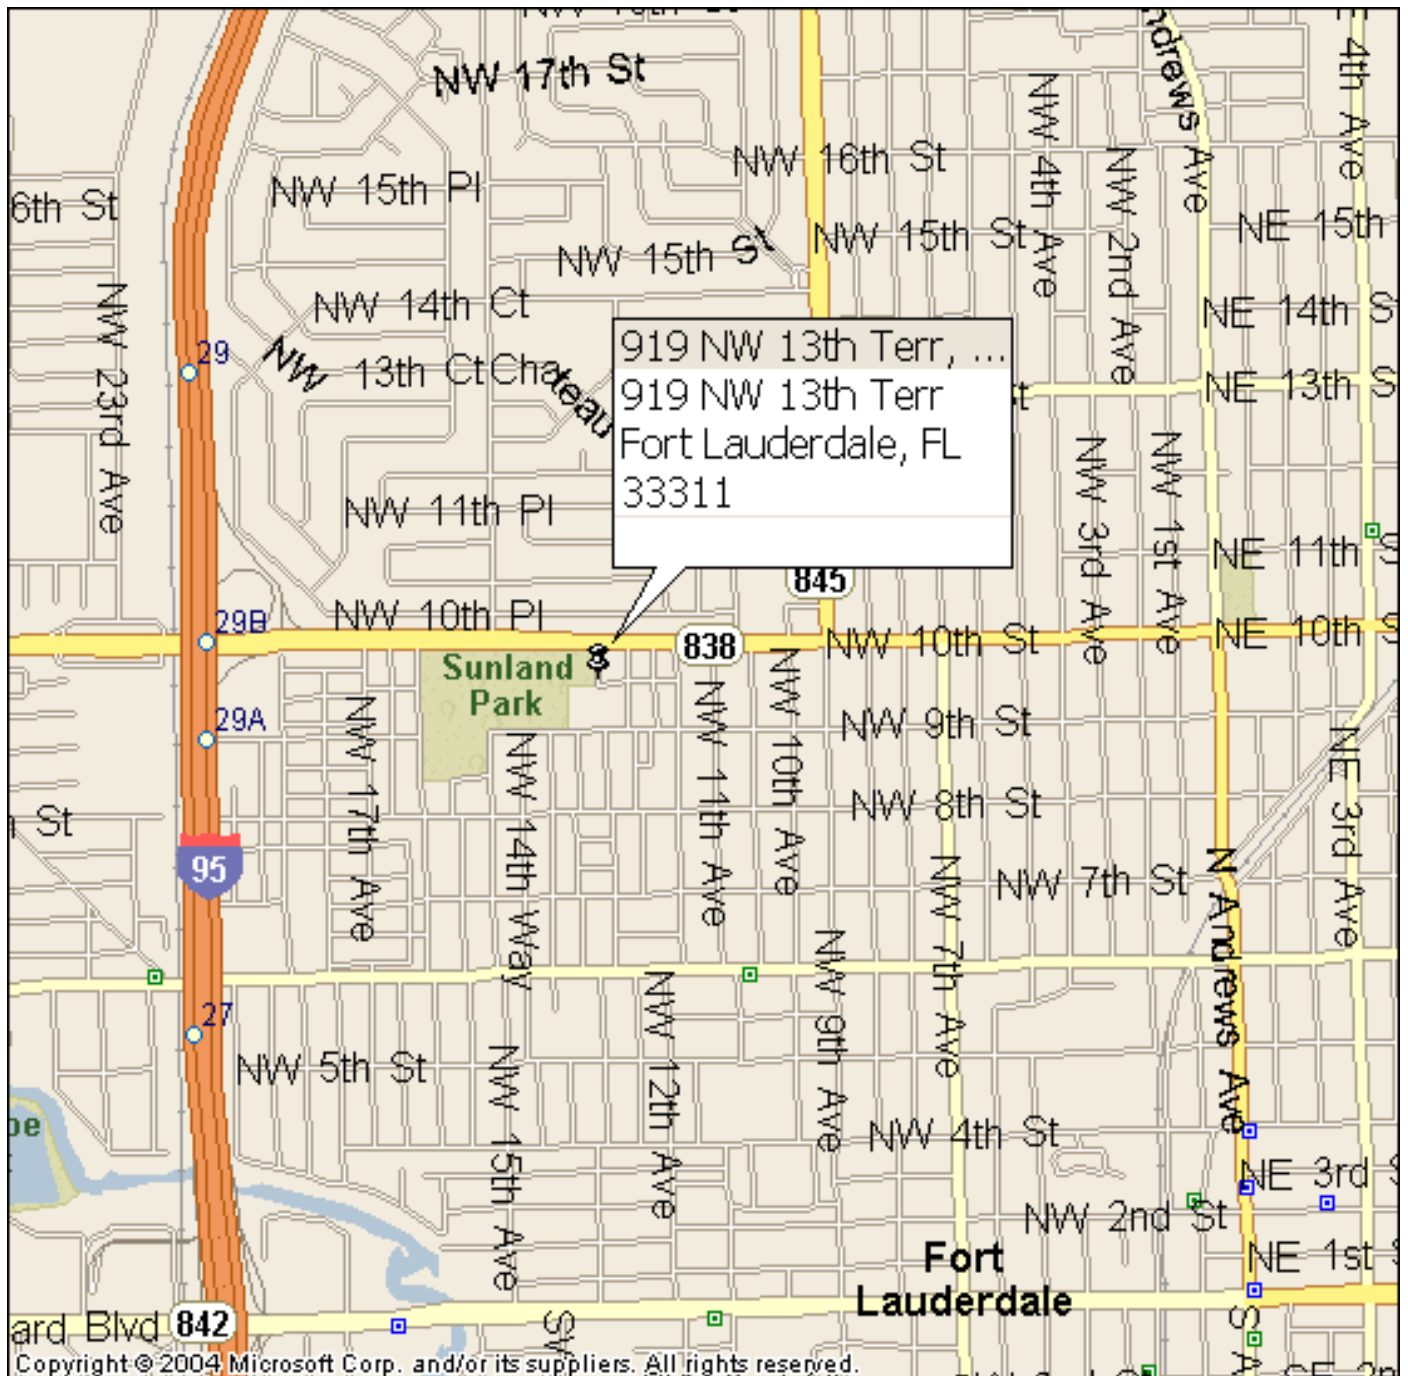 NW 17th St
ndrews Ave
4th Ave
NW 16th St
NW 4th Ave
NW 2nd Ave
NW 15th Pl
6th St
NW 15th St
NW 15th St
NE 15th
NW 14th Ct
NE 14th S
NW 23rd Ave
29
NW 13th Ct
Chateau
919 NW 13th Terr, ...
919 NW 13th Terr
Fort Lauderdale, FL
33311
NE 13th S
NW 3rd Ave
NW 1st Ave
NW 11th Pl
NE 11th S
845
NW 10th Pl
29B
838
NW 10th St
NE 10th S
Sunland
Park
29A
NW 17th Ave
NW 14th Way
NW 11th Ave
NW 10th Ave
NW 9th St
NE 3rd Ave
NW 8th St
St
95
NW 7th St
N Andrews Ave
NW 7th Ave
NW 9th Ave
27
NW 12th Ave
NW 5th St
NW 15th Ave
NW 4th St
NE 3rd S
NW 2nd St
NE 1st S
Fort
Lauderdale
ard Blvd
842
S A
Copyright © 2004 Microsoft Corp. and/or its suppliers. All rights reserved.